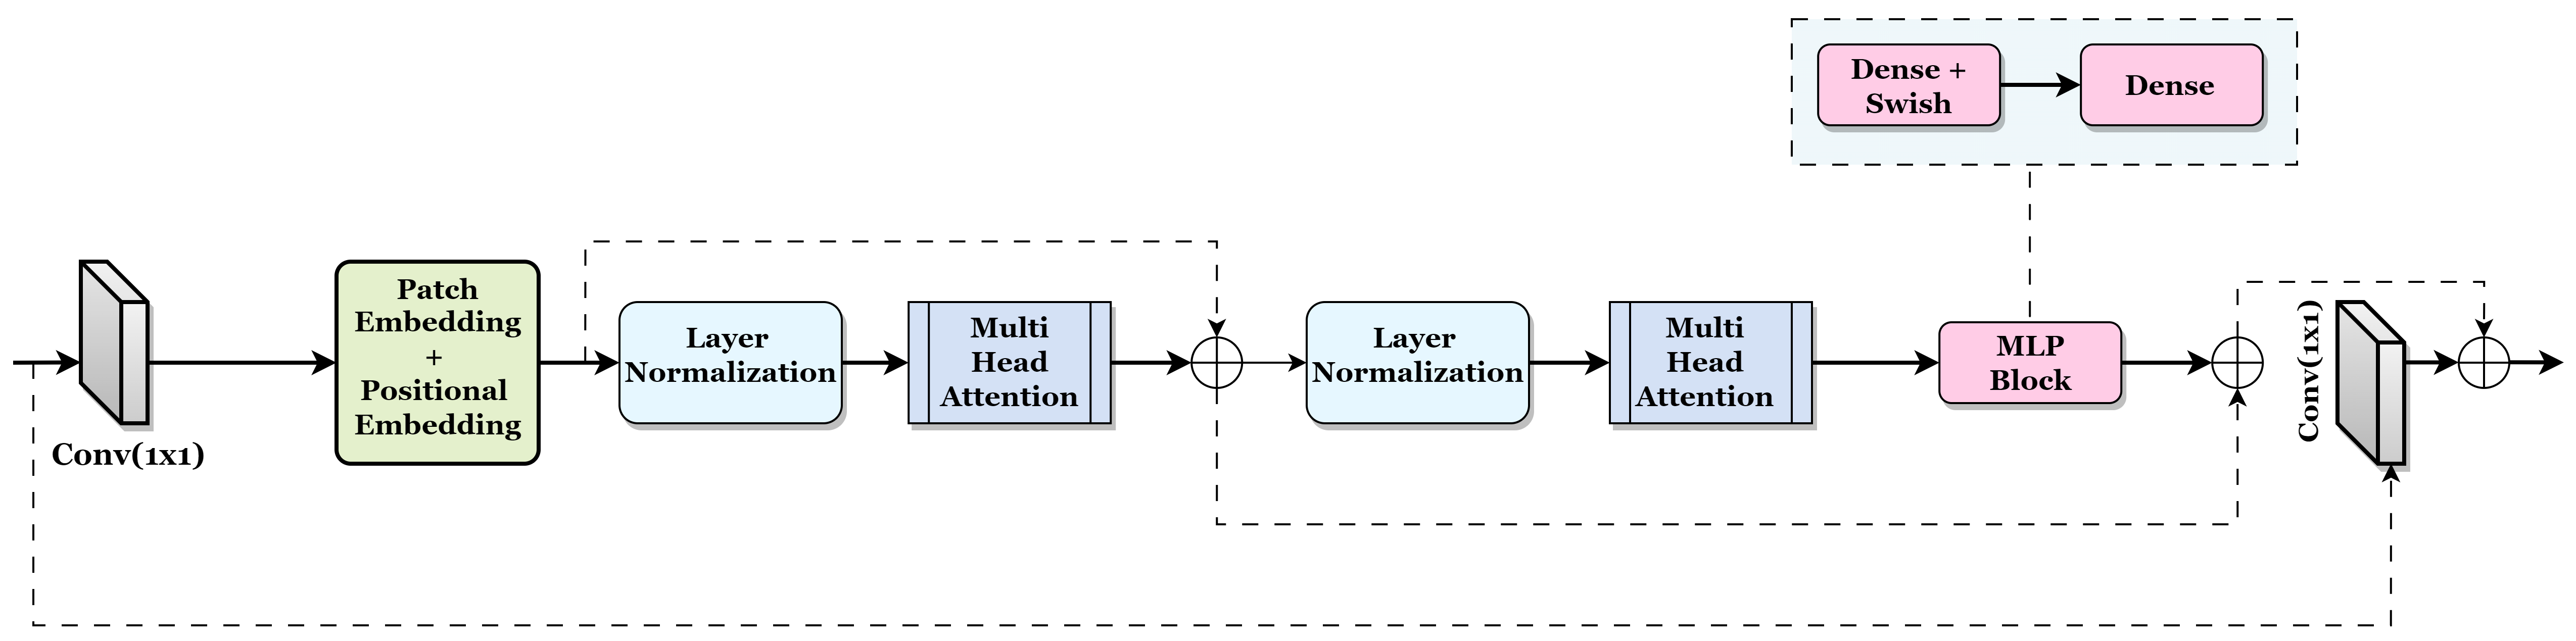 Dense +
Swish
Dense
Conv(1x1)
Patch
Embedding
+
Positional
Embedding
Layer
Normalization
Multi
Head
Attention
Layer
Normalization
Multi
Head
Attention
MLP
Block
Conv(1x1)